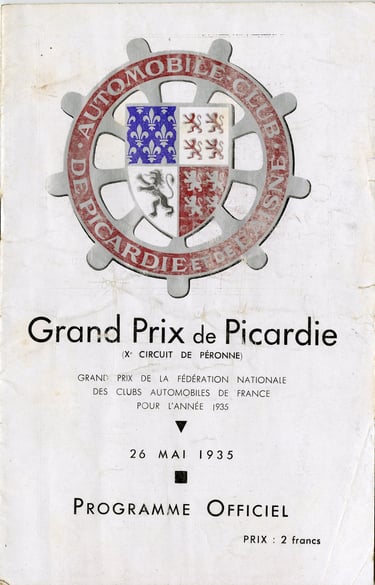 AUTOMOBILE-CLUB
DE PICARDIE ET DE L'AISNE
Grand Prix de Picardie
(Xe CIRCUIT DE PÉRONNE)
GRAND PRIX DE LA FÉDÉRATION NATIONALE
DES CLUBS AUTOMOBILES DE FRANCE
POUR L'ANNÉE 1935
26 MAI 1935
PROGRAMME OFFICIEL
PRIX : 2 francs